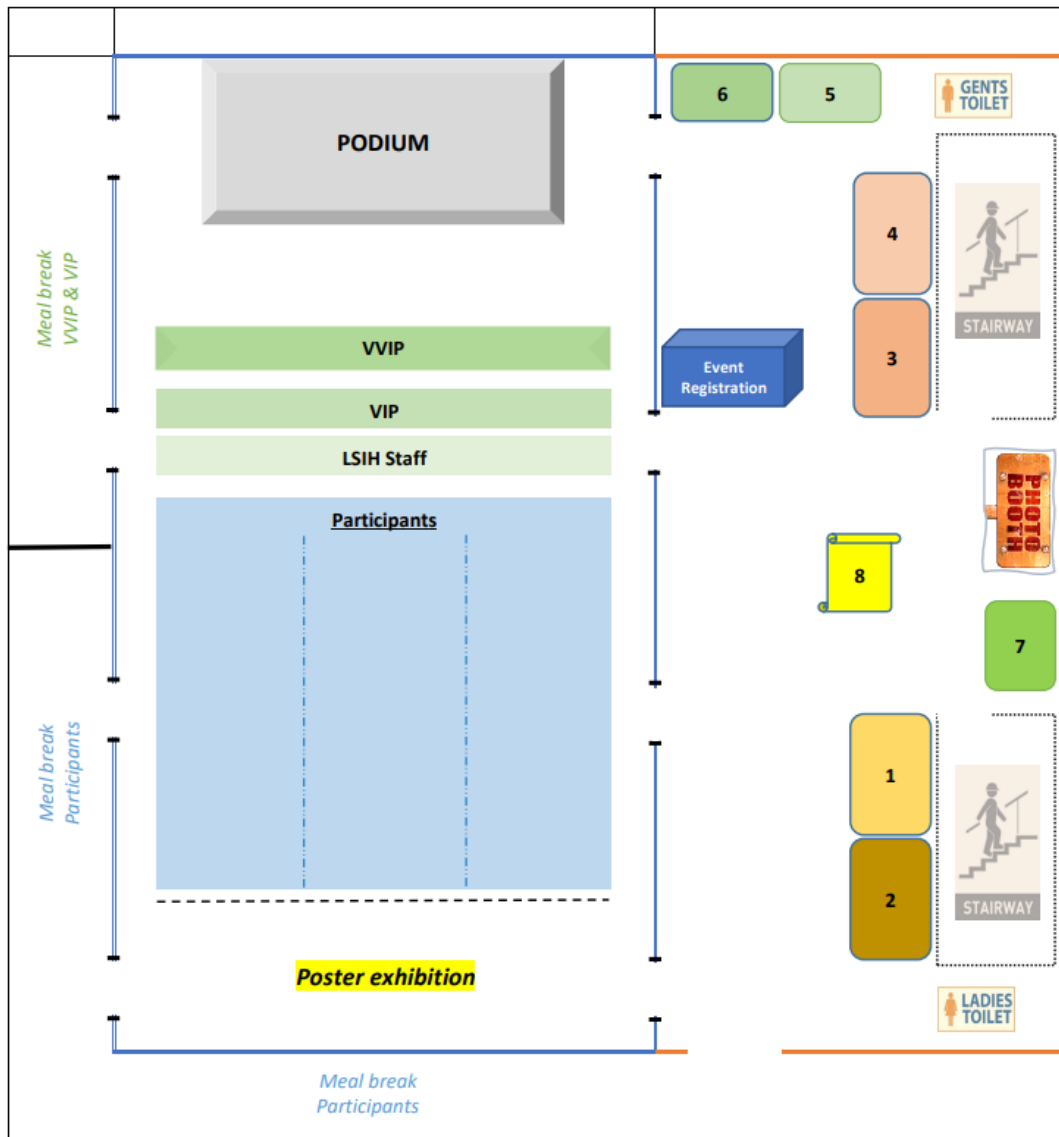 PODIUM
6
5
GENTS
TOILET
4
3
STAIRWAY
Meal break
VVIP & VIP
VVIP
VIP
LSIH Staff
Event
Registration
Participants
PHOTO
BOOTH
8
7
1
2
STAIRWAY
Meal break
Participants
Poster exhibition
LADIES
TOILET
Meal break
Participants